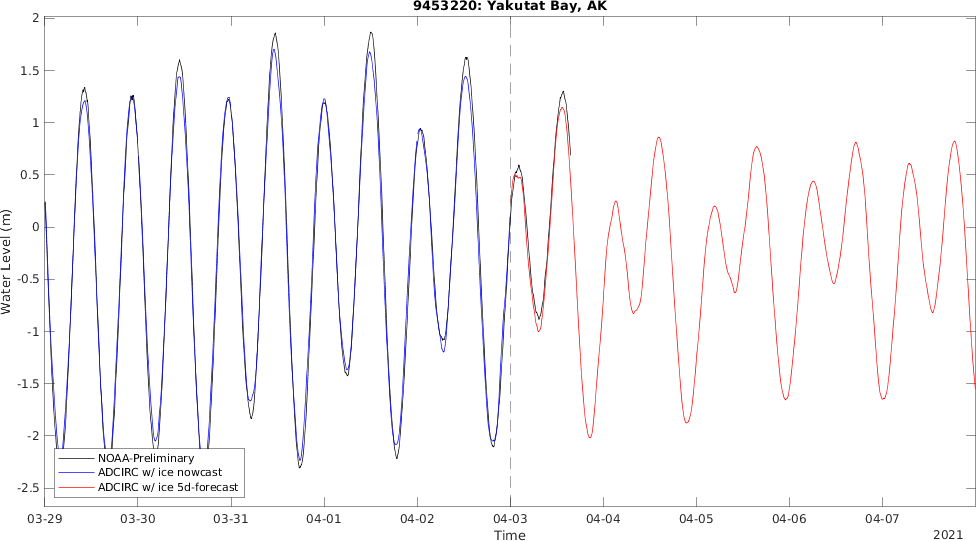 9453220: Yakutat Bay, AK
Water Level (m)
2
1.5
1
0.5
0
-0.5
-1
-1.5
-2
-2.5
NOAA-Preliminary
ADCIRC w/ ice nowcast
ADCIRC w/ ice 5d-forecast
03-29 03-30 03-31 04-01 04-02 04-03 04-04 04-05 04-06 04-07
Time
2021